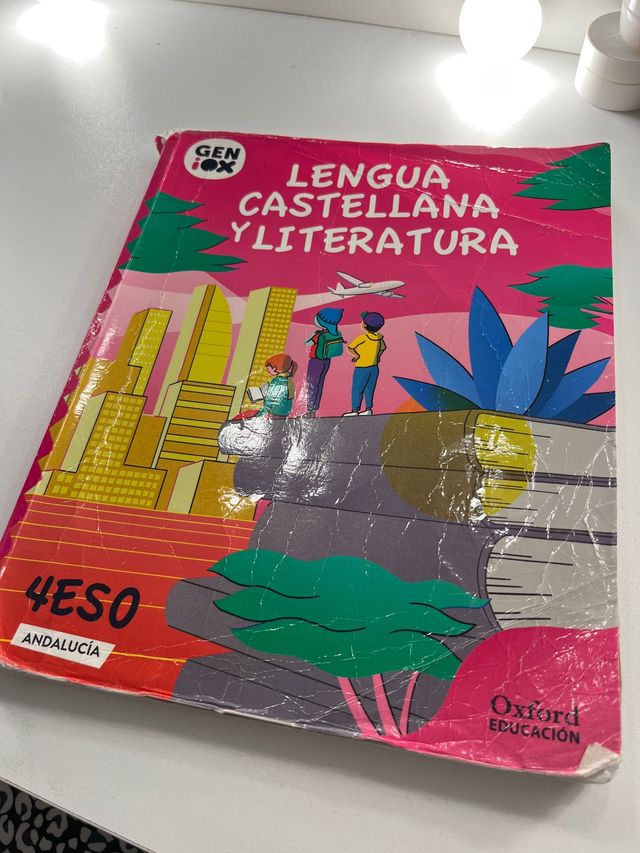 GEN
iOX
LENGUA
CASTELLANA
Y LITERATURA
4ESO
ANDALUCÍA
Oxford
EDUCACIÓN